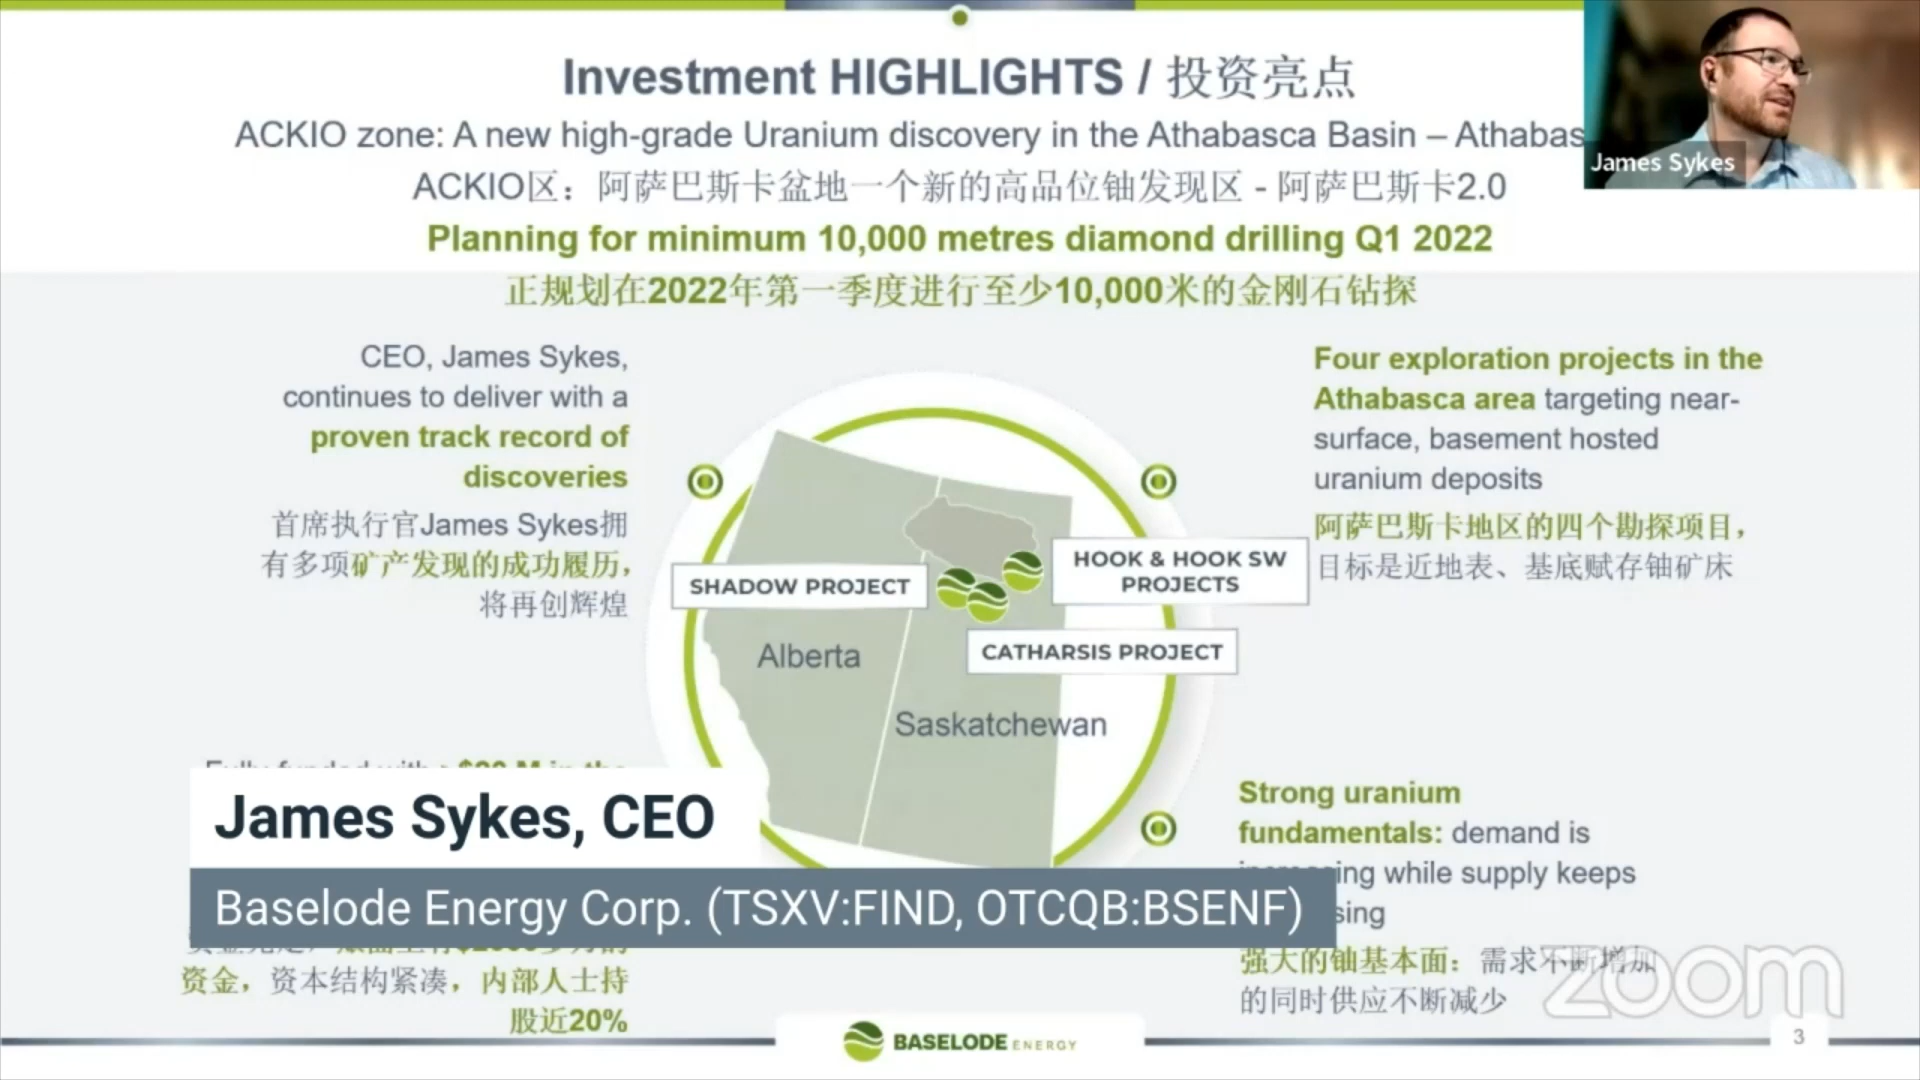 Investment HIGHLIGHTS / 投资亮点
ACKIO zone: A new high-grade Uranium discovery in the Athabasca Basin – Athabas
ACKIO区：阿萨巴斯卡盆地一个新的高品位铀发现区 - 阿萨巴斯卡2.0
Planning for minimum 10,000 metres diamond drilling Q1 2022
正规划在2022年第一季度进行至少10,000米的金刚石钻探
James Sykes
CEO, James Sykes,
continues to deliver with a
proven track record of
discoveries
首席执行官James Sykes拥
有多项矿产发现的成功履历，
将再创辉煌
Four exploration projects in the
Athabasca area targeting near-
surface, basement hosted
uranium deposits
阿萨巴斯卡地区的四个勘探项目，
目标是近地表、基底赋存铀矿床
SHADOW PROJECT
HOOK & HOOK SW
PROJECTS
CATHARSIS PROJECT
Alberta
Saskatchewan
Fully funded with
James Sykes, CEO
Baselode Energy Corp. (TSXV:FIND, OTCQB:BSENF)
资金，资本结构紧凑，内部人士持
股近20%
Strong uranium
fundamentals: demand is
while supply keeps
强大的铀基本面：需求不断增加
的同时供应不断减少
zoom
BASELODE ENERGY
3